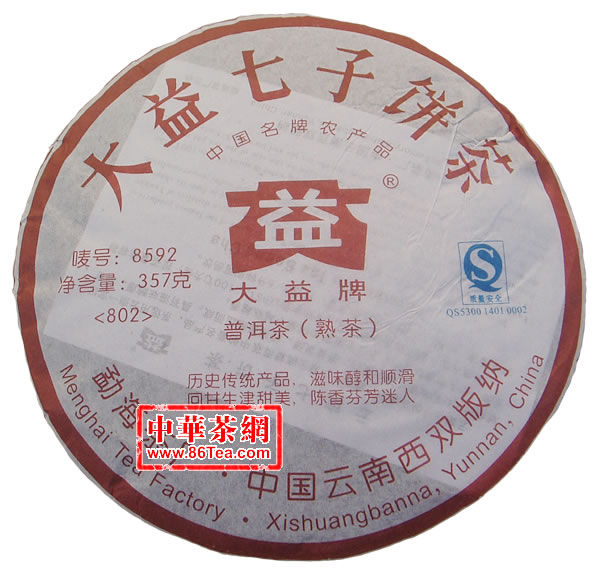 大益七子饼茶
中国名牌农产品
益®
大益牌
唛号: 8592
净含量: 357克
<802>
普洱茶(熟茶)
质量安全
QS5300 1401 0002
历史传统产品, 滋味醇和顺滑
回甘生津甜美, 陈香芬芳迷人
中華茶網
www.86Tea.com
勐海 · 中国云南西双版纳
Menghai Tea Factory · Xishuangbanna, Yunnan, China